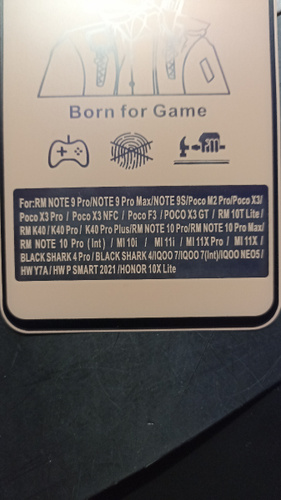 Born for Game
For:RM NOTE 9 Pro/NOTE 9 Pro Max/NOTE 9S/Poco M2 Pro/Poco X3/
Poco X3 Pro / Poco X3 NFC / Poco F3 / POCO X3 GT / RM 10T Lite /
RM K40 / K40 Pro / K40 Pro Plus/RM NOTE 10 Pro/RM NOTE 10 Pro Max/
RM NOTE 10 Pro (Int) / MI 10i / MI 11i / MI 11X Pro / MI 11X /
BLACK SHARK 4 Pro / BLACK SHARK 4/IQOO 7/IQOO 7(Int)/IQOO NEO5 /
HW Y7A / HW P SMART 2021 /HONOR 10X Lite